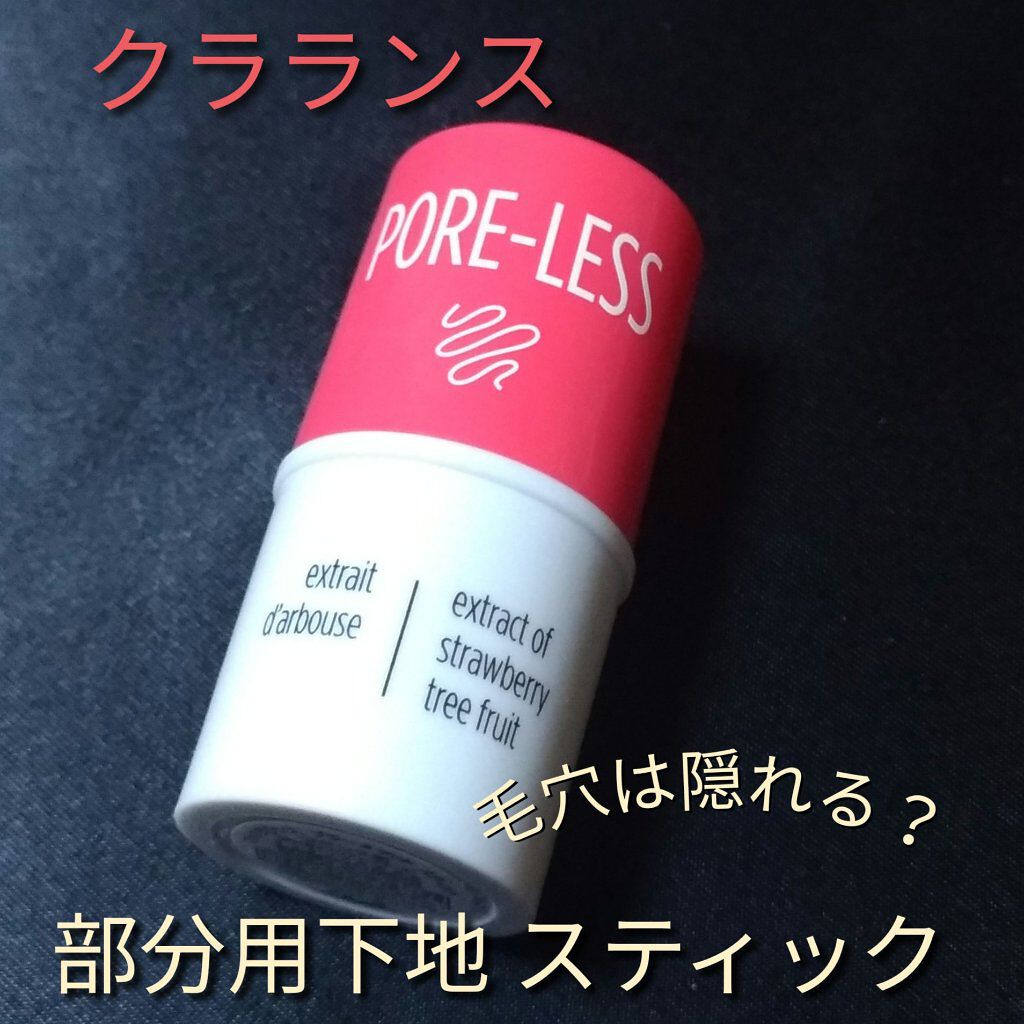 クラランス
PORE-LESS
extrait
d'arbouse
extract of
strawberry
tree fruit
毛穴は隠れる?
部分用下地 スティック